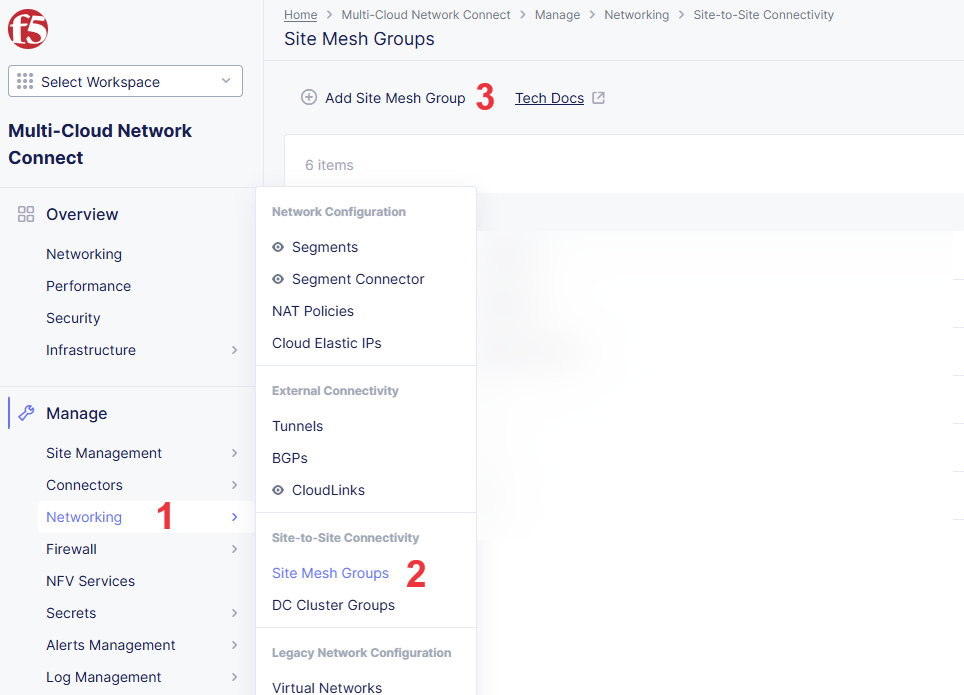 f5
Select Workspace
Multi-Cloud Network
Connect
Overview
Networking
Performance
Security
Infrastructure
Manage
Site Management
Connectors
Networking 1
Firewall
NFV Services
Secrets
Alerts Management
Log Management
Home > Multi-Cloud Network Connect > Manage > Networking > Site-to-Site Connectivity
Site Mesh Groups
Add Site Mesh Group 3 Tech Docs
6 items
Network Configuration
Segments
Segment Connector
NAT Policies
Cloud Elastic IPs
External Connectivity
Tunnels
BGPs
CloudLinks
Site-to-Site Connectivity
Site Mesh Groups 2
DC Cluster Groups
Legacy Network Configuration
Virtual Networks